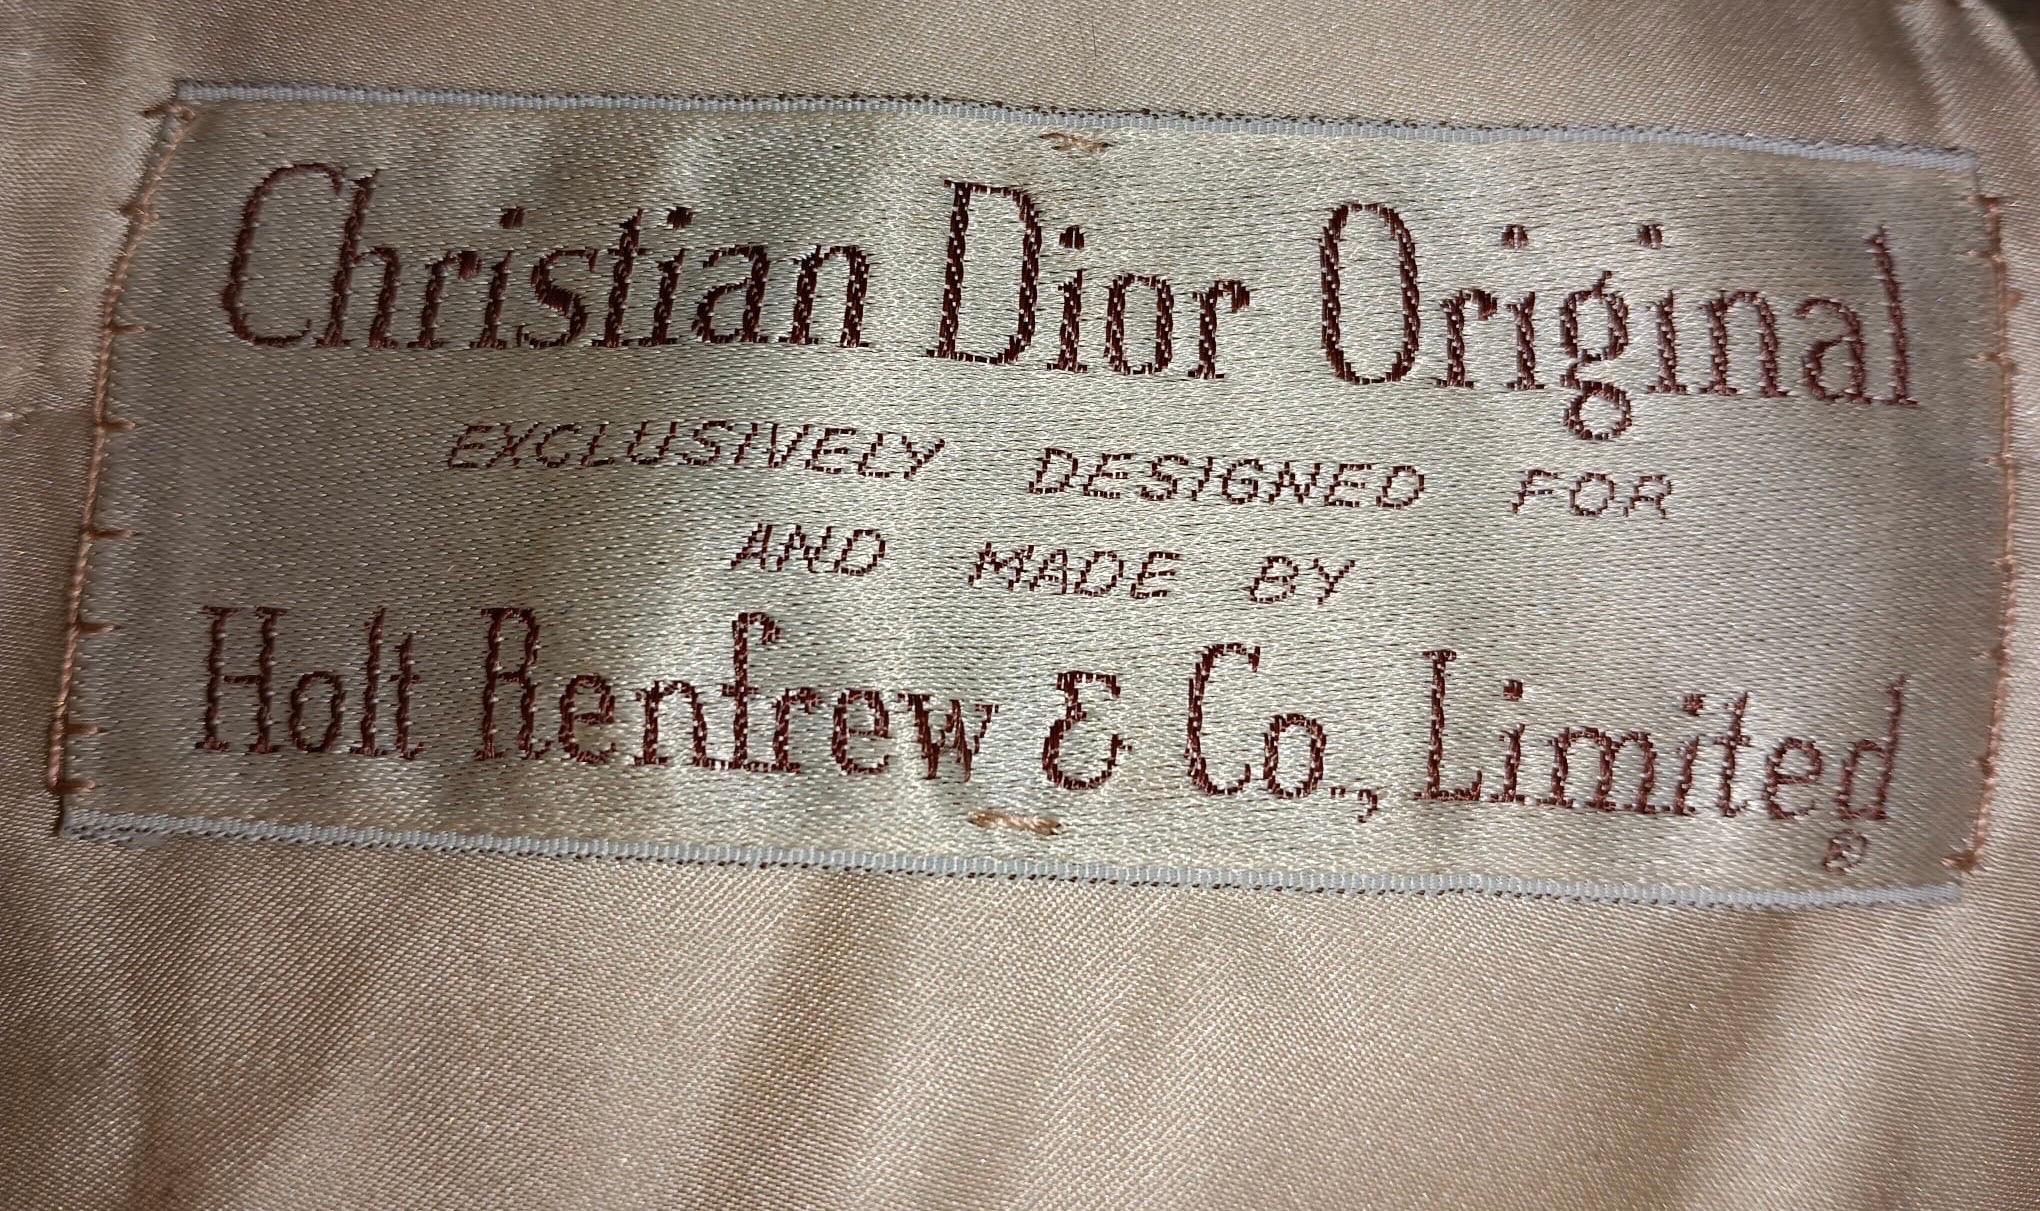 Christian Dior Original
EXCLUSIVELY DESIGNED FOR
AND MADE BY
Holt Renfrew & Co., Limited
®